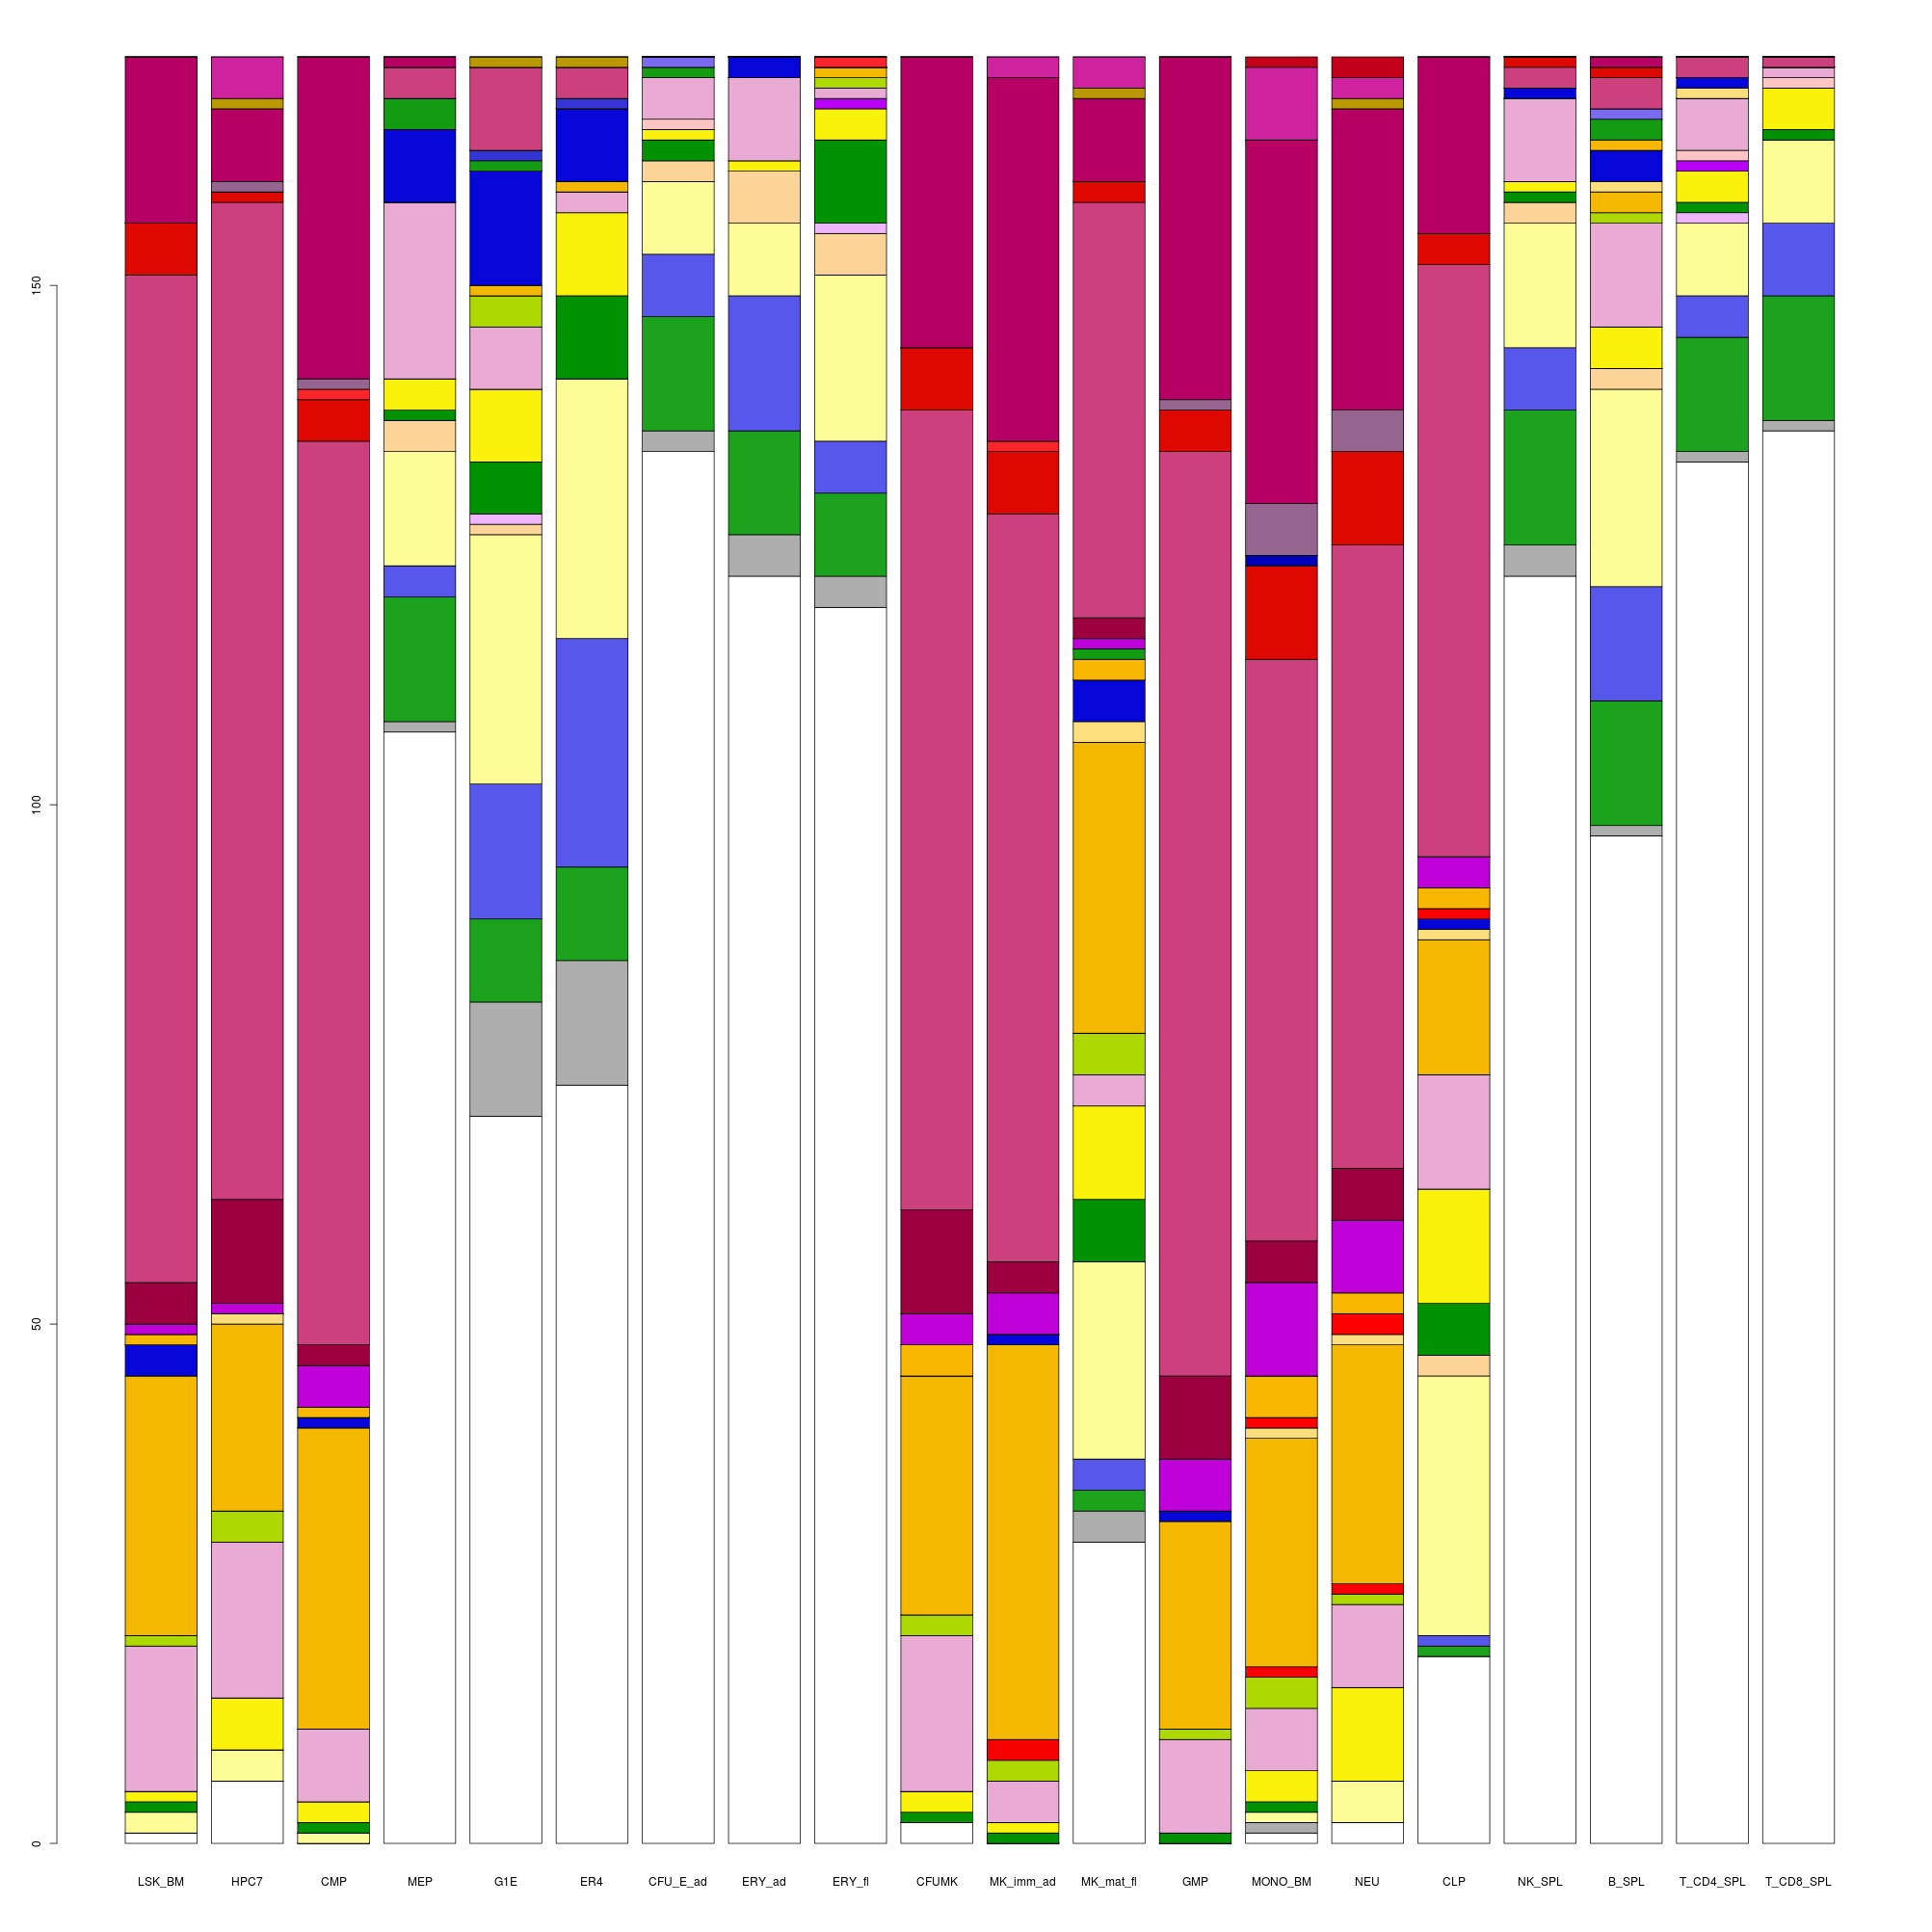 150
100
50
0
LSK_BM HPC7 CMP MEP G1E ER4 CFU_E_ad ERY_ad ERY_fl CFUMK MK_imm_ad MK_mat_fl GMP MONO_BM NEU CLP NK_SPL B_SPL T_CD4_SPL T_CD8_SPL